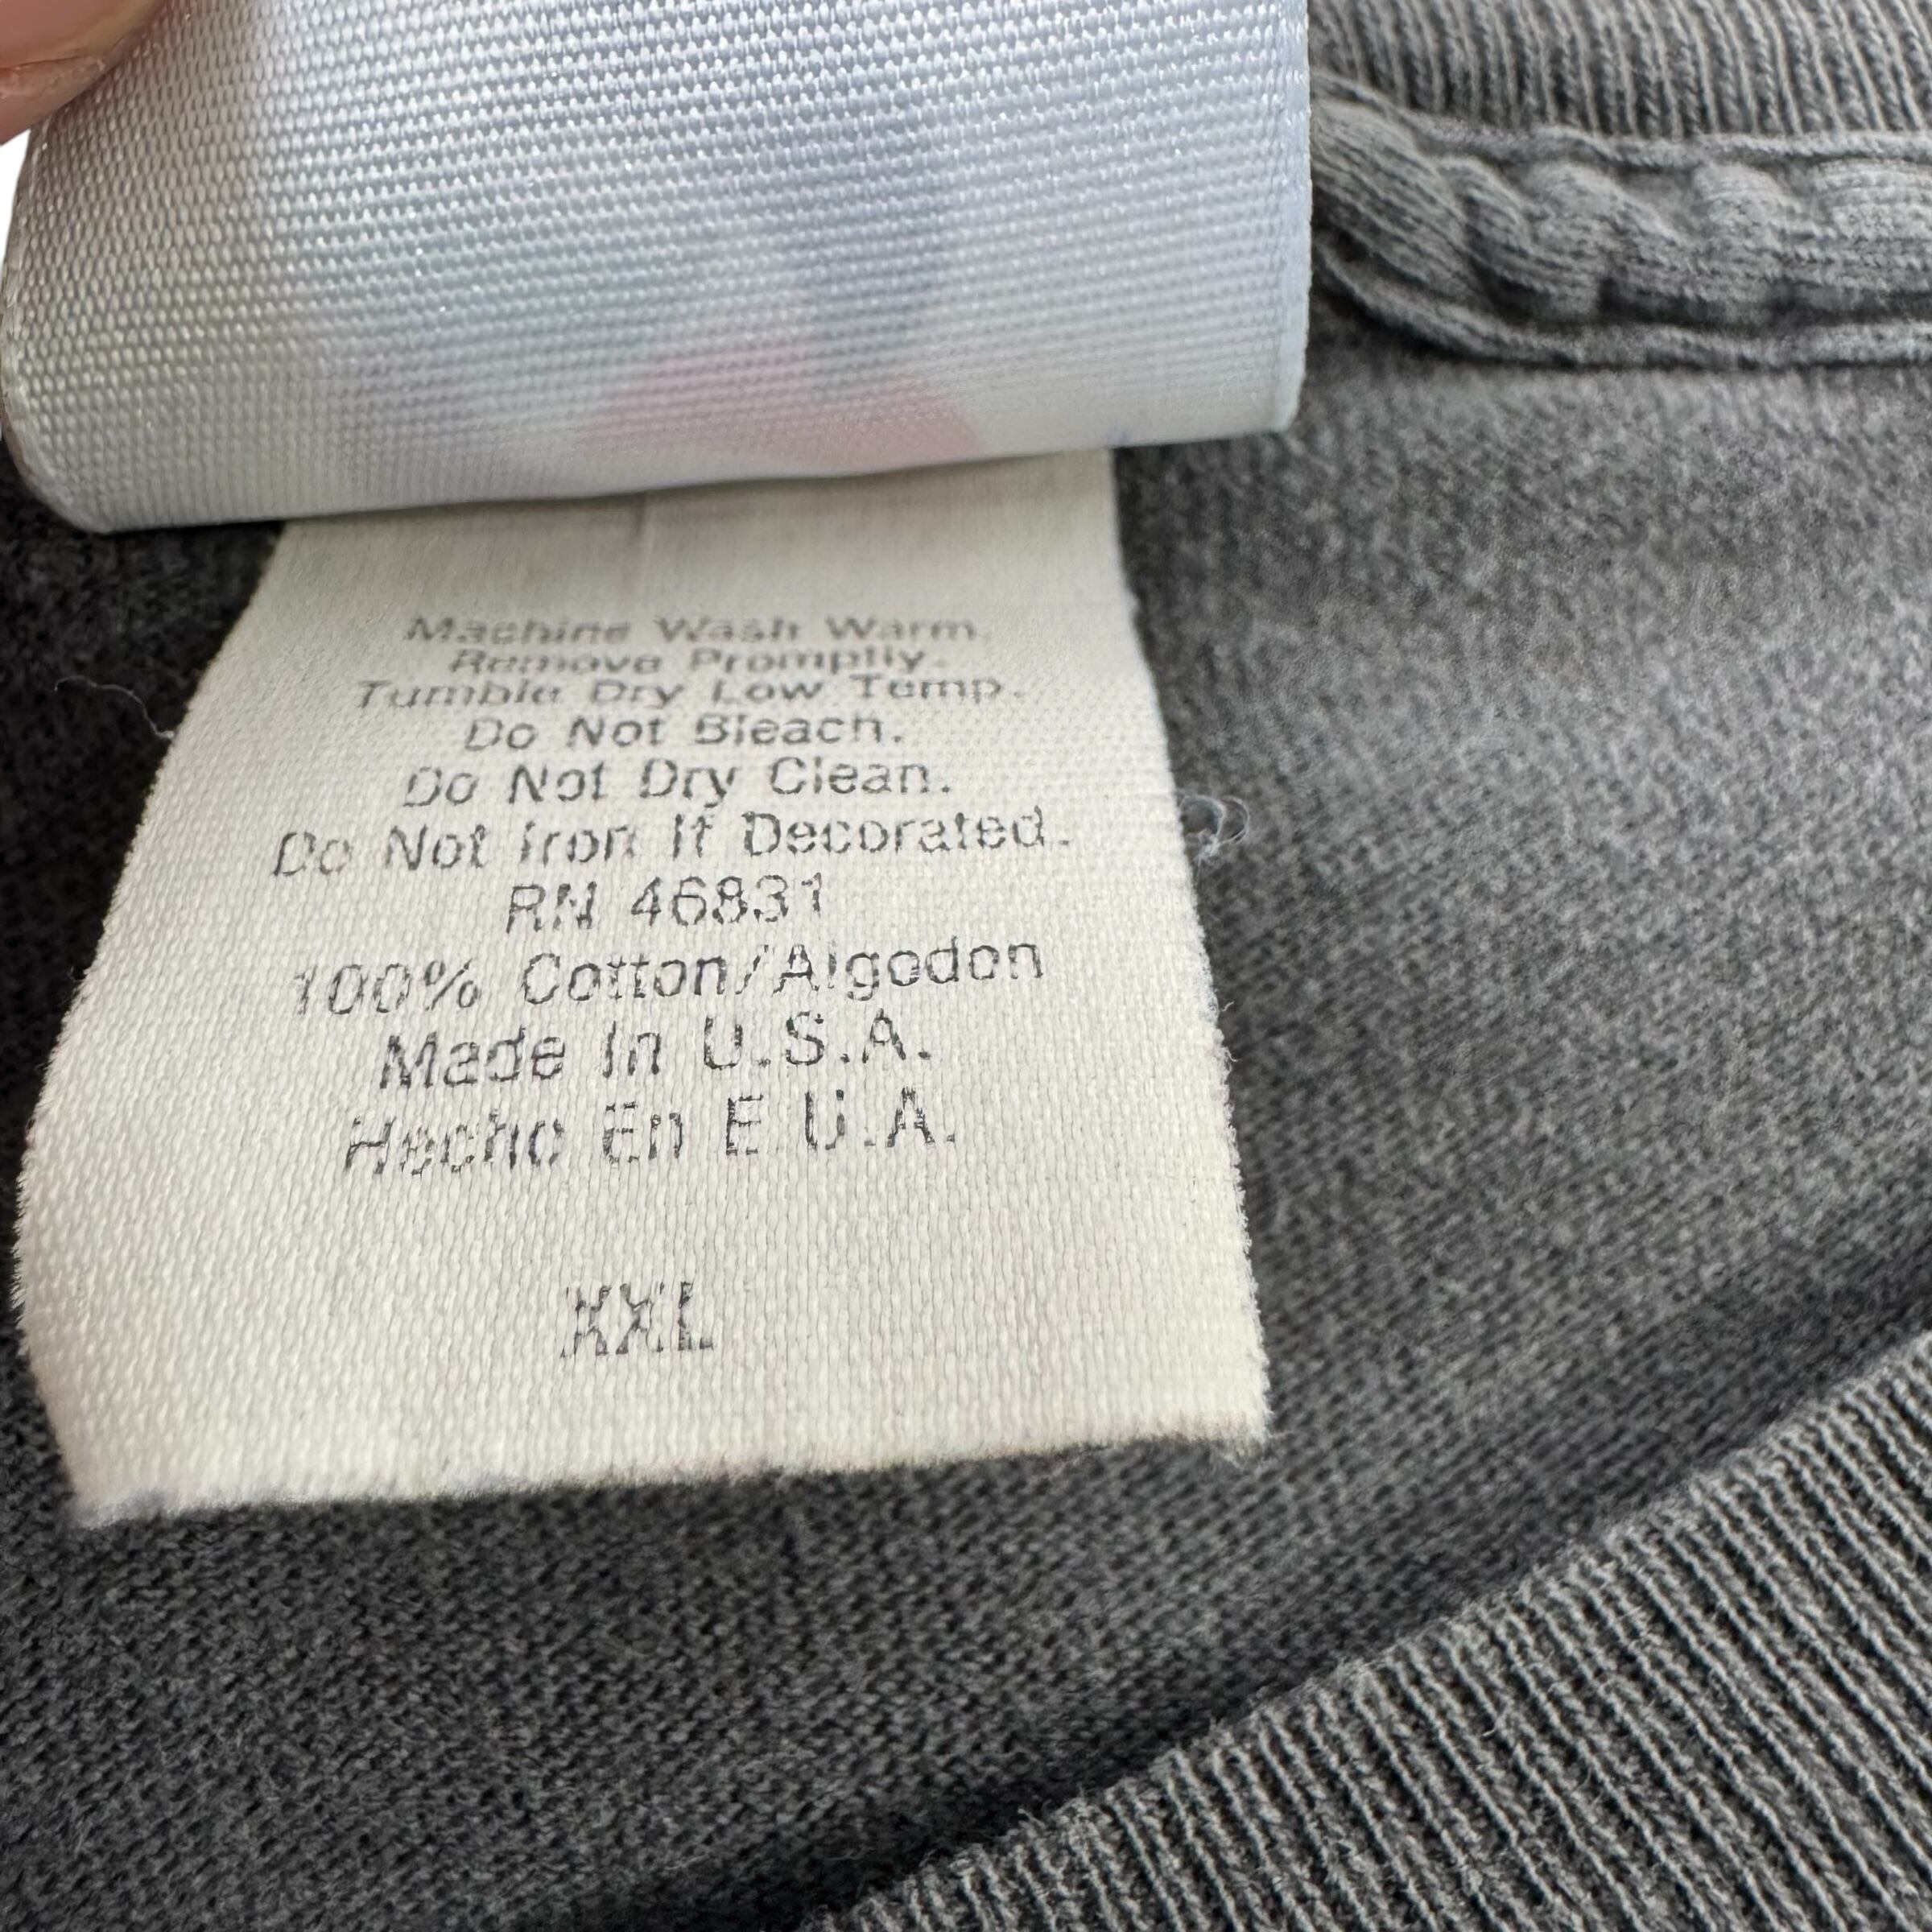 Machine Wash Warm.
Remove Promptly.
Tumble Dry Low Temp.
Do Not Bleach.
Do Not Dry Clean.
Do Not Iron If Decorated.
RN 46831
100% Cotton/Algodon
Made In U.S.A.
Hecho En E.U.A.
XXL